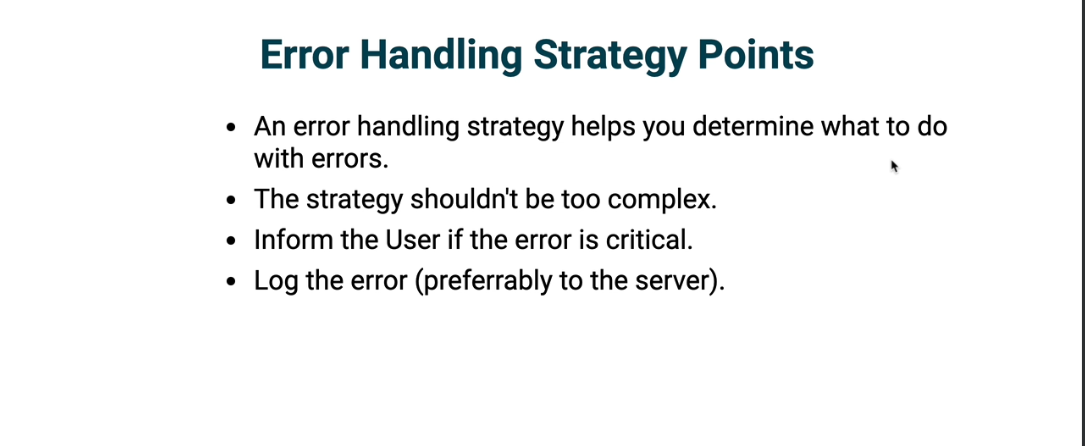 Error Handling Strategy Points
• An error handling strategy helps you determine what to do
with errors.
• The strategy shouldn't be too complex.
• Inform the User if the error is critical.
• Log the error (preferrably to the server).